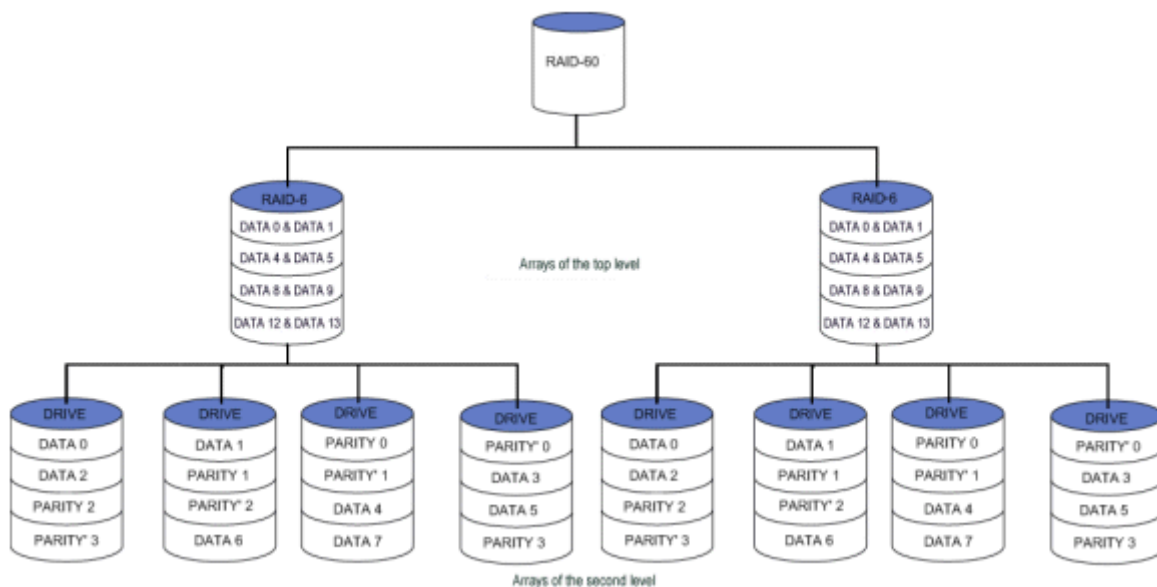 RAID-60
RAID-6
DATA 0 & DATA 1
DATA 4 & DATA 5
DATA 8 & DATA 9
DATA 12 & DATA 13
Arrays of the top level
RAID-6
DATA 0 & DATA 1
DATA 4 & DATA 5
DATA 8 & DATA 9
DATA 12 & DATA 13
DRIVE
DATA 0
DATA 2
PARITY 2
PARITY' 3
DRIVE
DATA 1
PARITY 1
PARITY' 2
DATA 6
DRIVE
PARITY 0
PARITY' 1
DATA 4
DATA 7
DRIVE
PARITY' 0
DATA 3
DATA 5
PARITY 3
DRIVE
DATA 0
DATA 2
PARITY 2
PARITY' 3
DRIVE
DATA 1
PARITY 1
PARITY' 2
DATA 6
DRIVE
PARITY 0
PARITY' 1
DATA 4
DATA 7
DRIVE
PARITY' 0
DATA 3
DATA 5
PARITY 3
Arrays of the second level